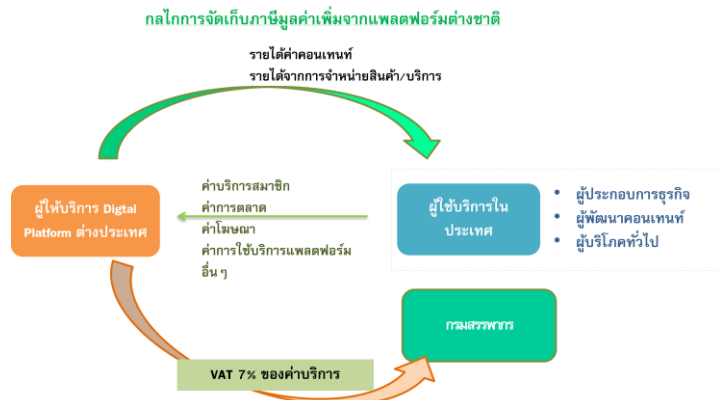 กลไกการจัดเก็บภาษีมูลค่าเพิ่มจากแพลตฟอร์มต่างชาติ
รายได้ค่าคอนเทนท์
รายได้จากการจำหน่ายสินค้า/บริการ
ผู้ให้บริการ Digtal
Platform ต่างประเทศ
ค่าบริการสมาชิก
ค่าการตลาด
ค่าโฆษณา
ค่าการใช้บริการแพลตฟอร์ม
อื่น ๆ
ผู้ใช้บริการใน
ประเทศ
• ผู้ประกอบการธุรกิจ
• ผู้พัฒนาคอนเทนท์
• ผู้บริโภคทั่วไป
กรมสรรพากร
VAT 7% ของค่าบริการ